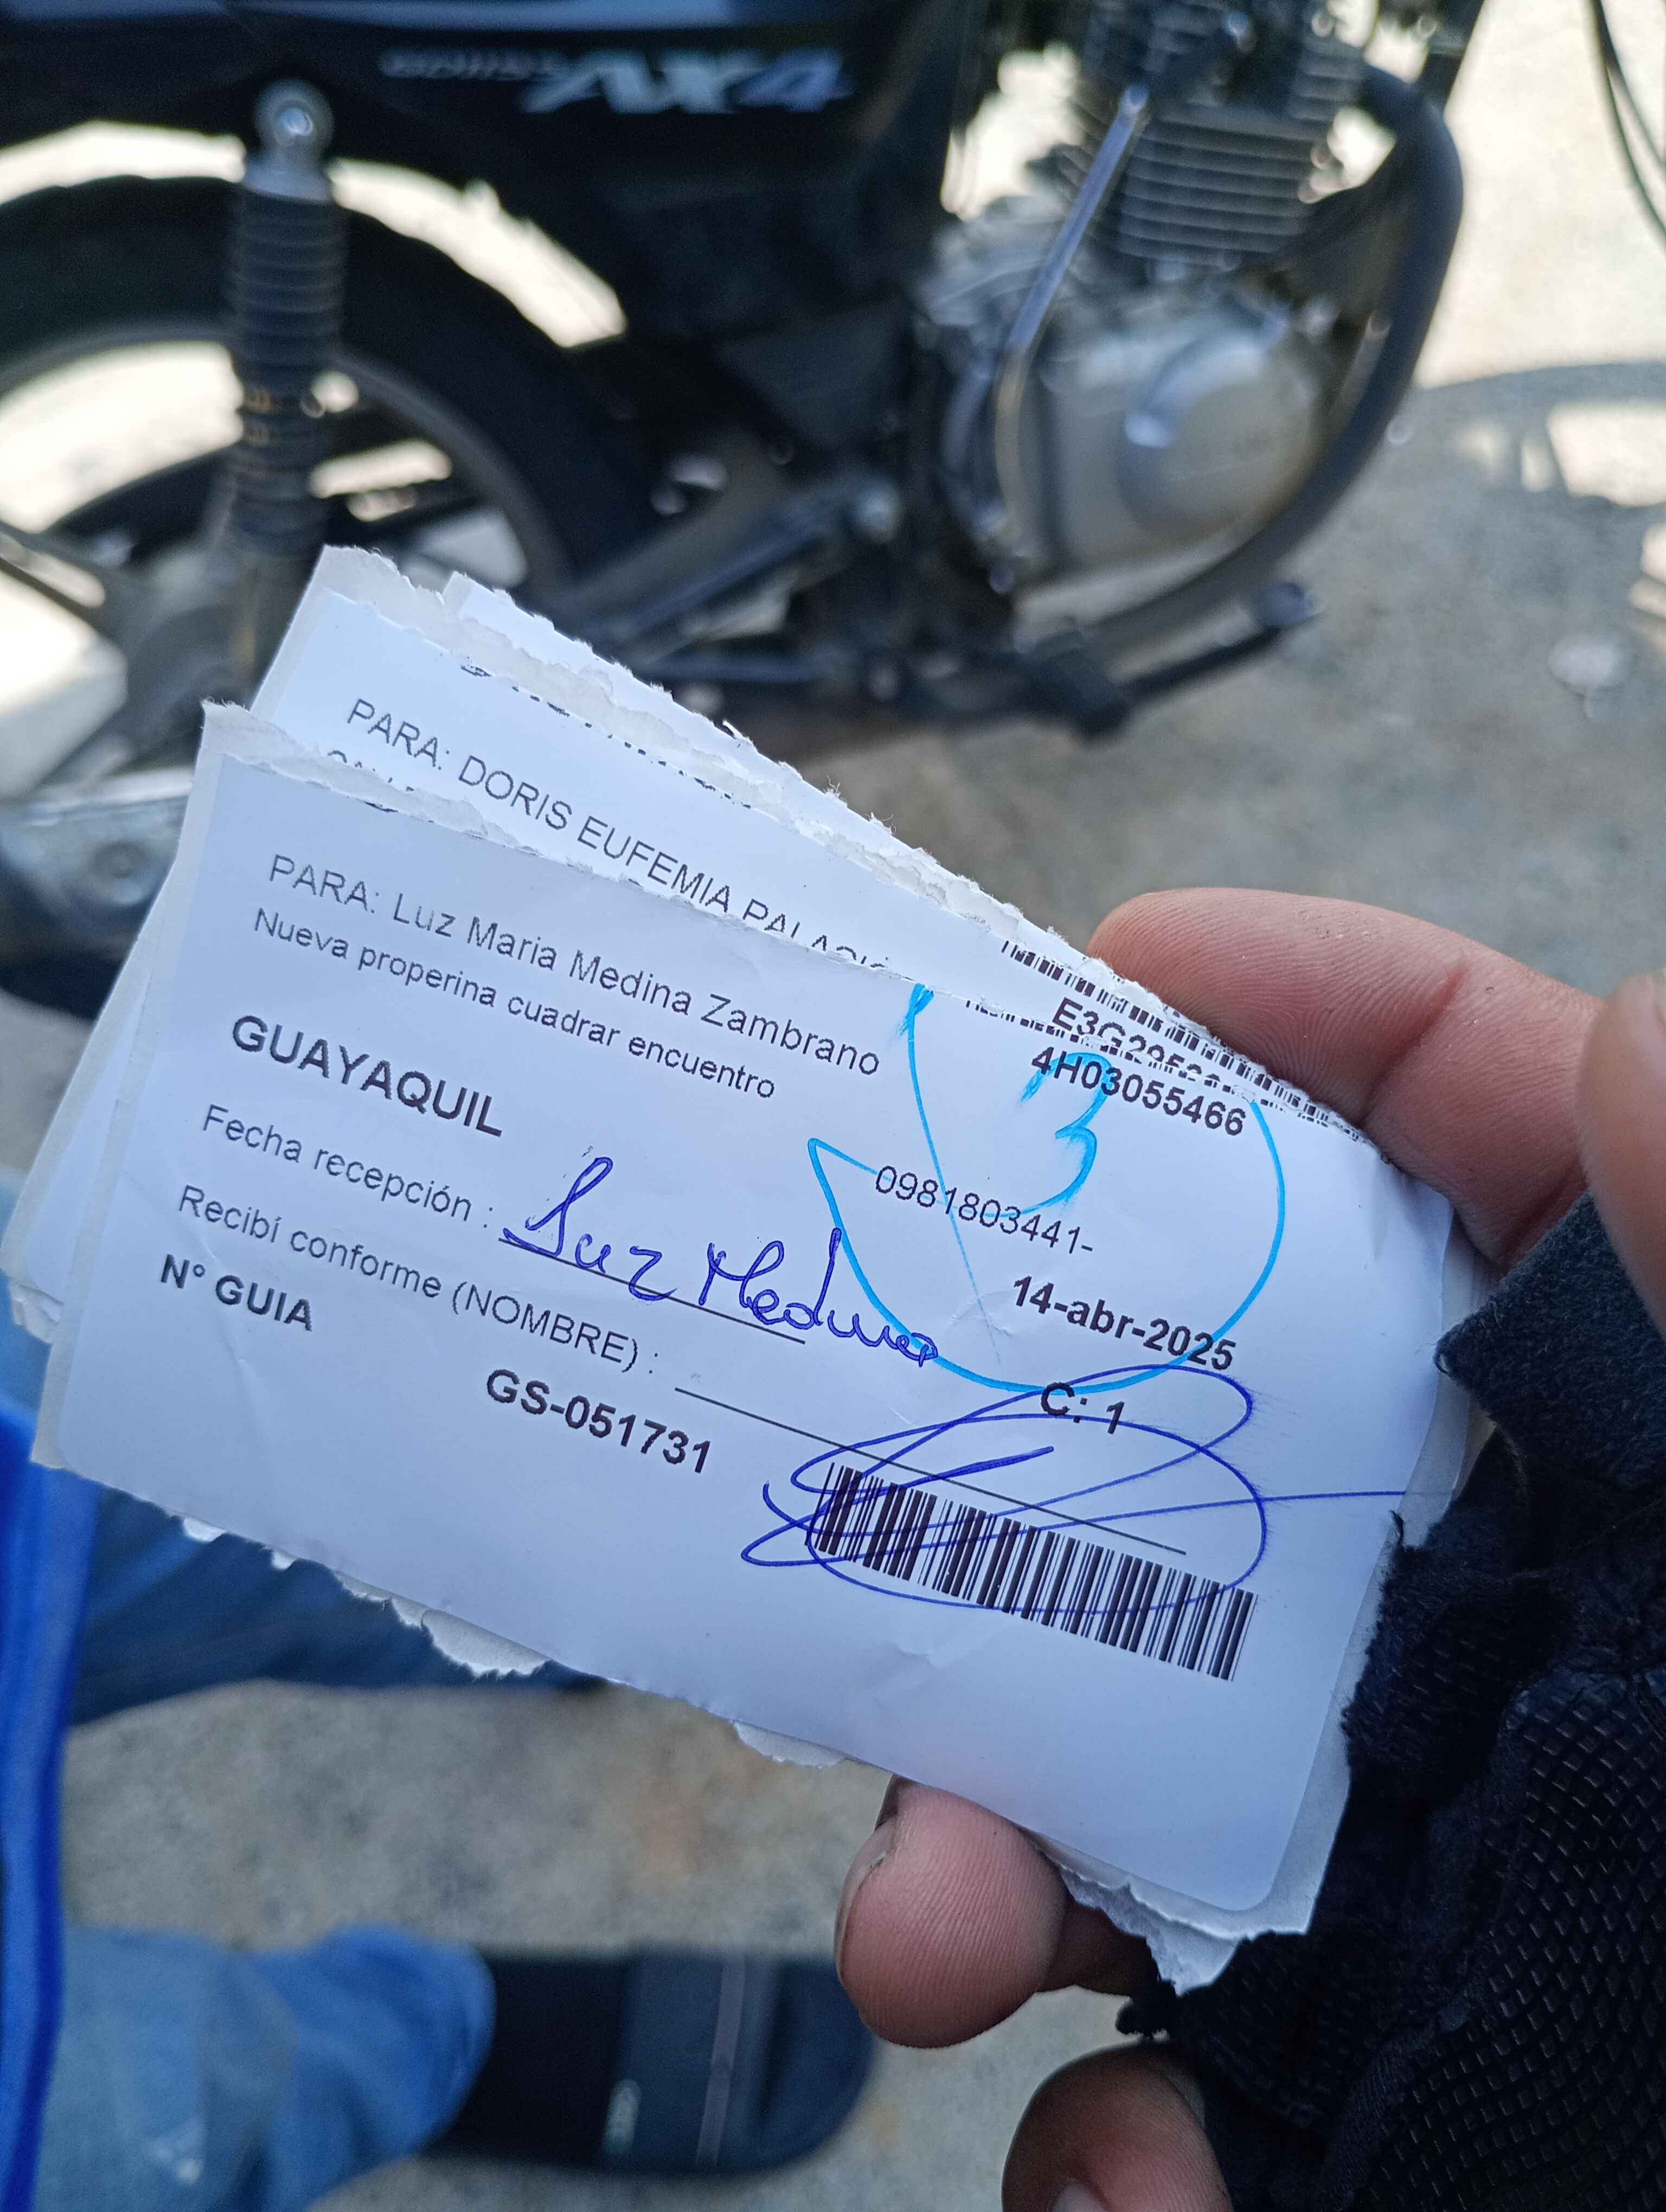 AX4
PARA: DORIS EUFEMIA
E3G295
PARA: Luz Maria Medina Zambrano
4H03055466
Nueva properina cuadrar encuentro
3
GUAYAQUIL
0981803441-
Fecha recepción : Luz Medina
14-abr-2025
Recibí conforme (NOMBRE) :
C: 1
N° GUIA
GS-051731